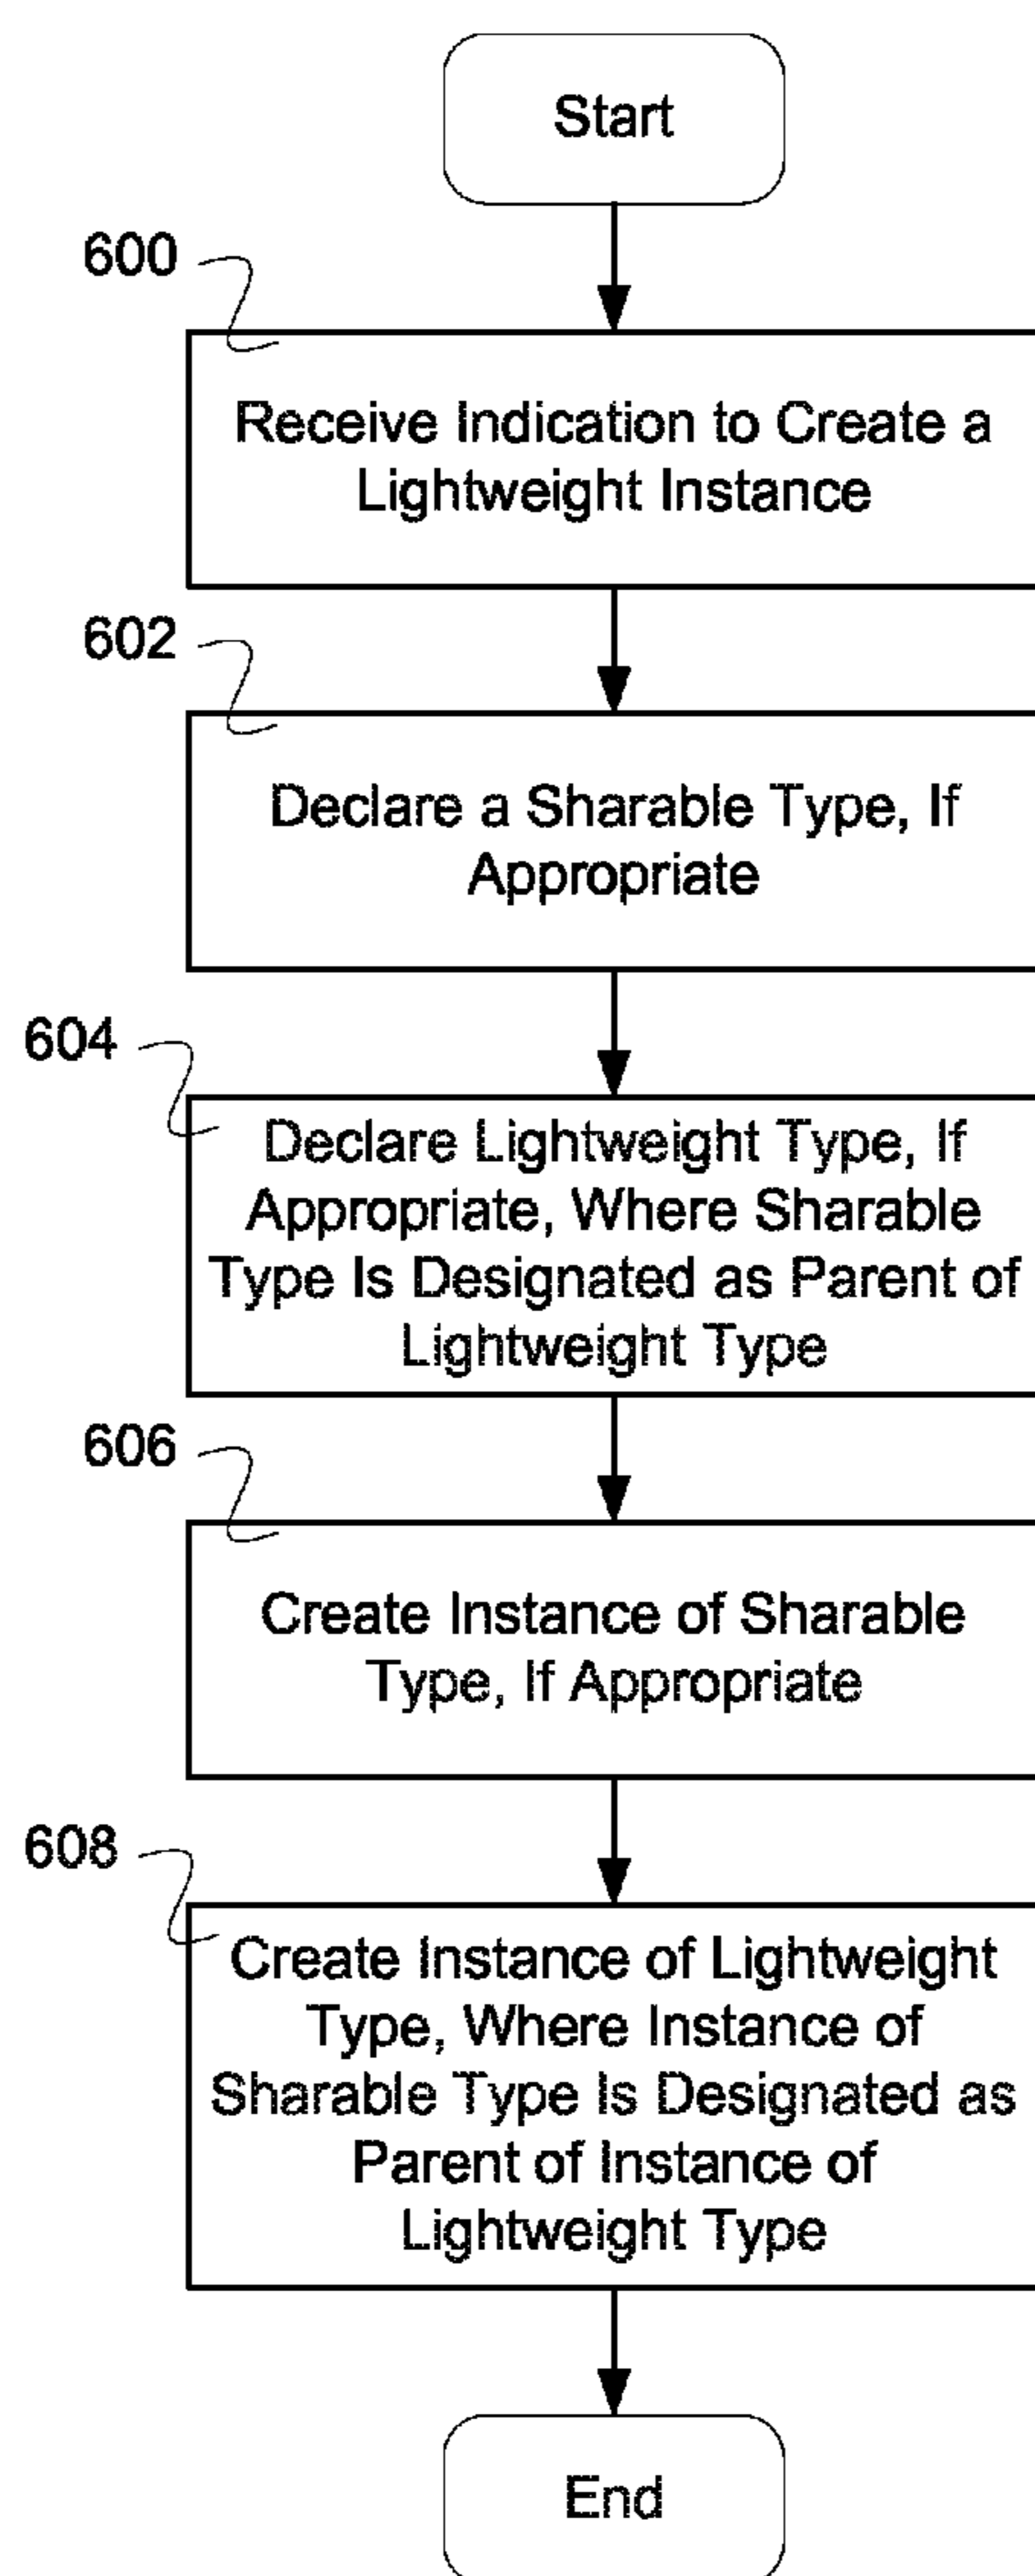 Start
600
Receive Indication to Create a
Lightweight Instance
602
Declare a Sharable Type, If
Appropriate
604
Declare Lightweight Type, If
Appropriate, Where Sharable
Type Is Designated as Parent of
Lightweight Type
606
Create Instance of Sharable
Type, If Appropriate
608
Create Instance of Lightweight
Type, Where Instance of
Sharable Type Is Designated as
Parent of Instance of
Lightweight Type
End